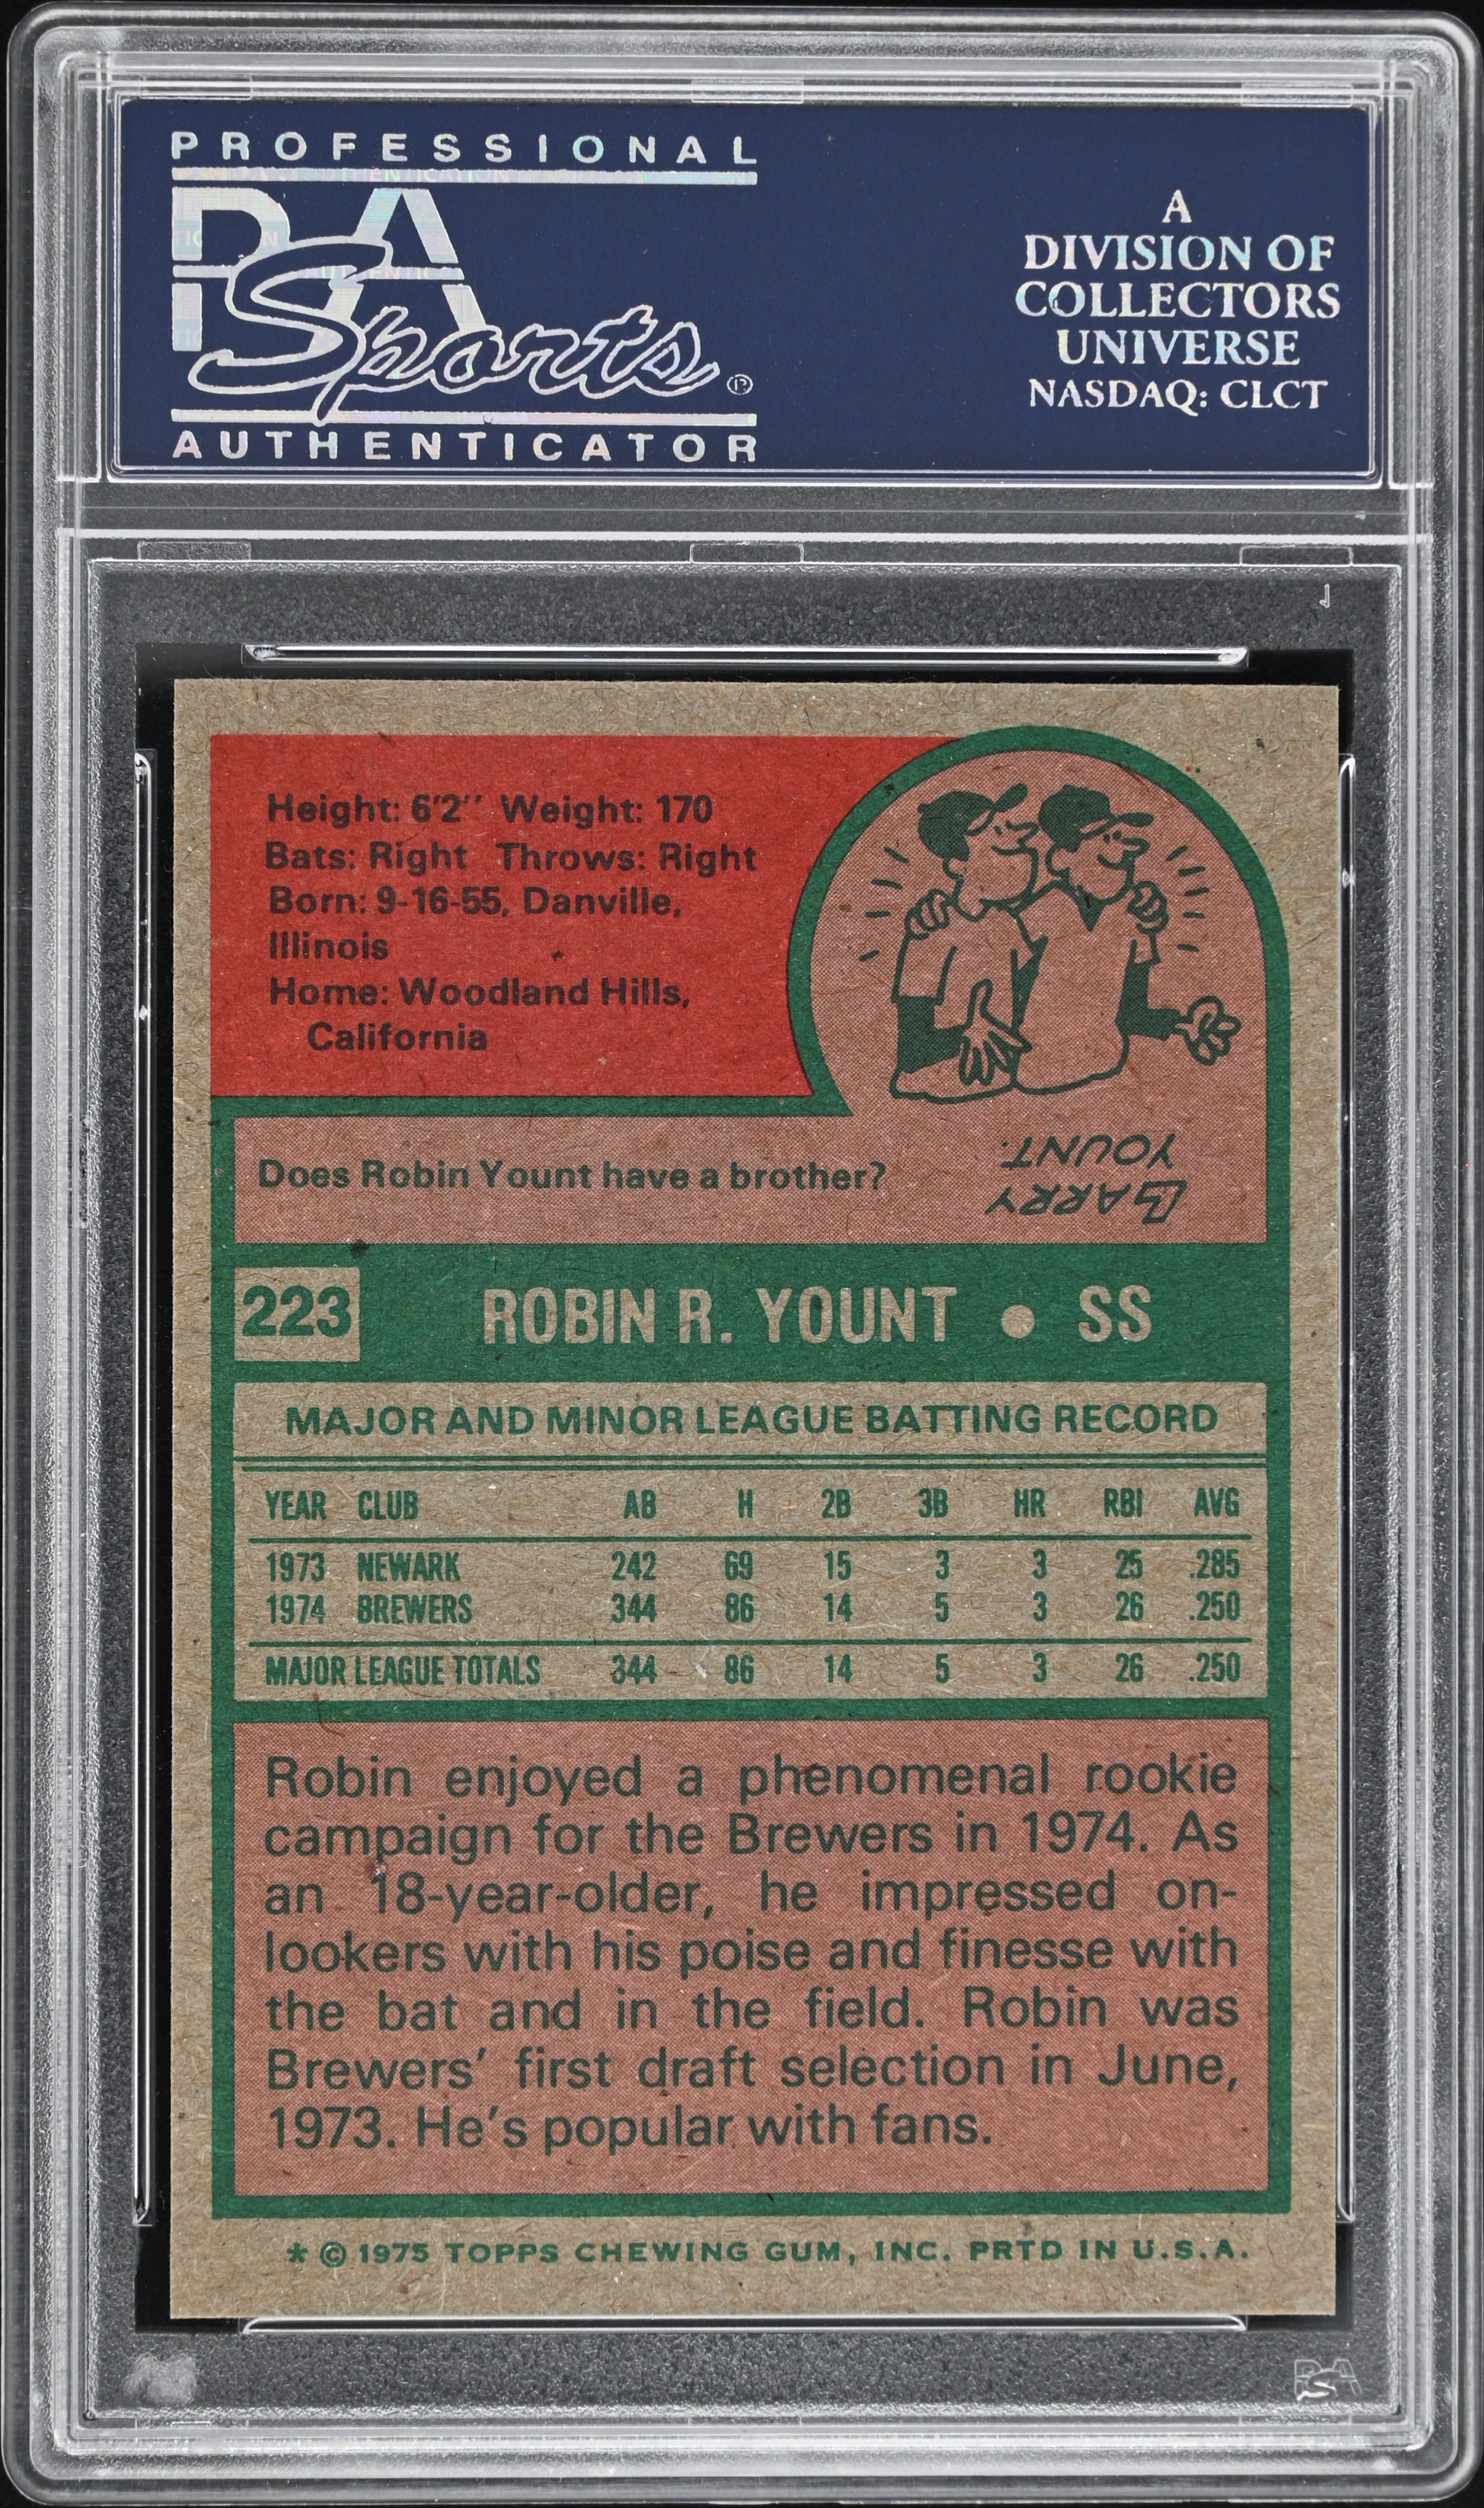 PROFESSIONAL
PSA
Sports ®
AUTHENTICATOR
A
DIVISION OF
COLLECTORS
UNIVERSE
NASDAQ: CLCT
Height: 6'2'' Weight: 170
Bats: Right Throws: Right
Born: 9-16-55, Danville,
Illinois
Home: Woodland Hills,
California
Does Robin Yount have a brother?
LARRY
YOUNT.
223 ROBIN R. YOUNT • SS
MAJOR AND MINOR LEAGUE BATTING RECORD
YEAR CLUB AB H 2B 3B HR RBI AVG
1973 NEWARK 242 69 15 3 3 25 .285
1974 BREWERS 344 86 14 5 3 26 .250
MAJOR LEAGUE TOTALS 344 86 14 5 3 26 .250
Robin enjoyed a phenomenal rookie
campaign for the Brewers in 1974. As
an 18-year-older, he impressed on-
lookers with his poise and finesse with
the bat and in the field. Robin was
Brewers' first draft selection in June,
1973. He's popular with fans.
* © 1975 TOPPS CHEWING GUM, INC. PRTD IN U.S.A.
PSA